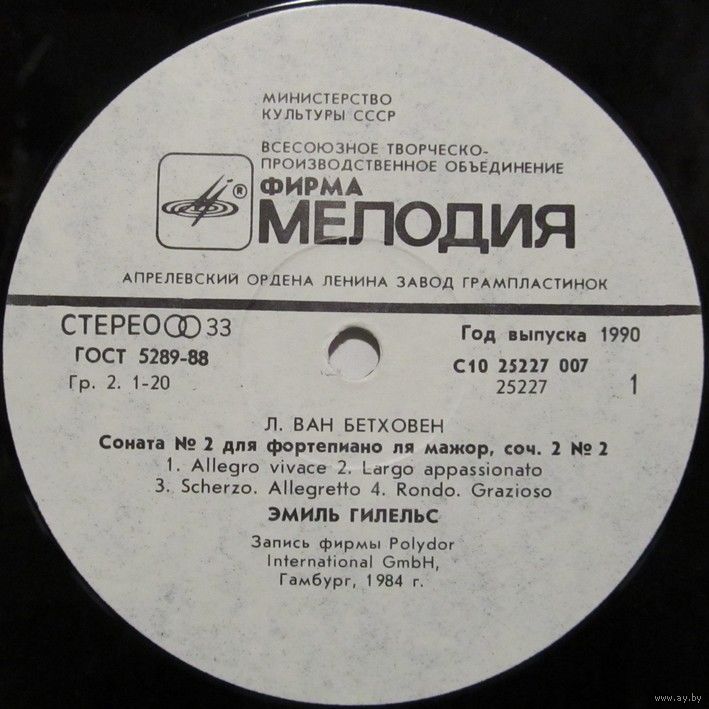 МИНИСТЕРСТВО
КУЛЬТУРЫ СССР
ВСЕСОЮЗНОЕ ТВОРЧЕСКО-
ПРОИЗВОДСТВЕННОЕ ОБЪЕДИНЕНИЕ
®
ФИРМА
МЕЛОДИЯ
АПРЕЛЕВСКИЙ ОРДЕНА ЛЕНИНА ЗАВОД ГРАМПЛАСТИНОК
СТЕРЕО 33
ГОСТ 5289-88
Гр. 2. 1-20
Год выпуска 1990
С10 25227 007
25227 1
Л. ВАН БЕТХОВЕН
Соната № 2 для фортепиано ля мажор, соч. 2 № 2
1. Allegro vivace 2. Largo appassionato
3. Scherzo. Allegretto 4. Rondo. Grazioso
ЭМИЛЬ ГИЛЕЛЬС
Запись фирмы Polydor
International GmbH,
Гамбург, 1984 г.
www.ay.by